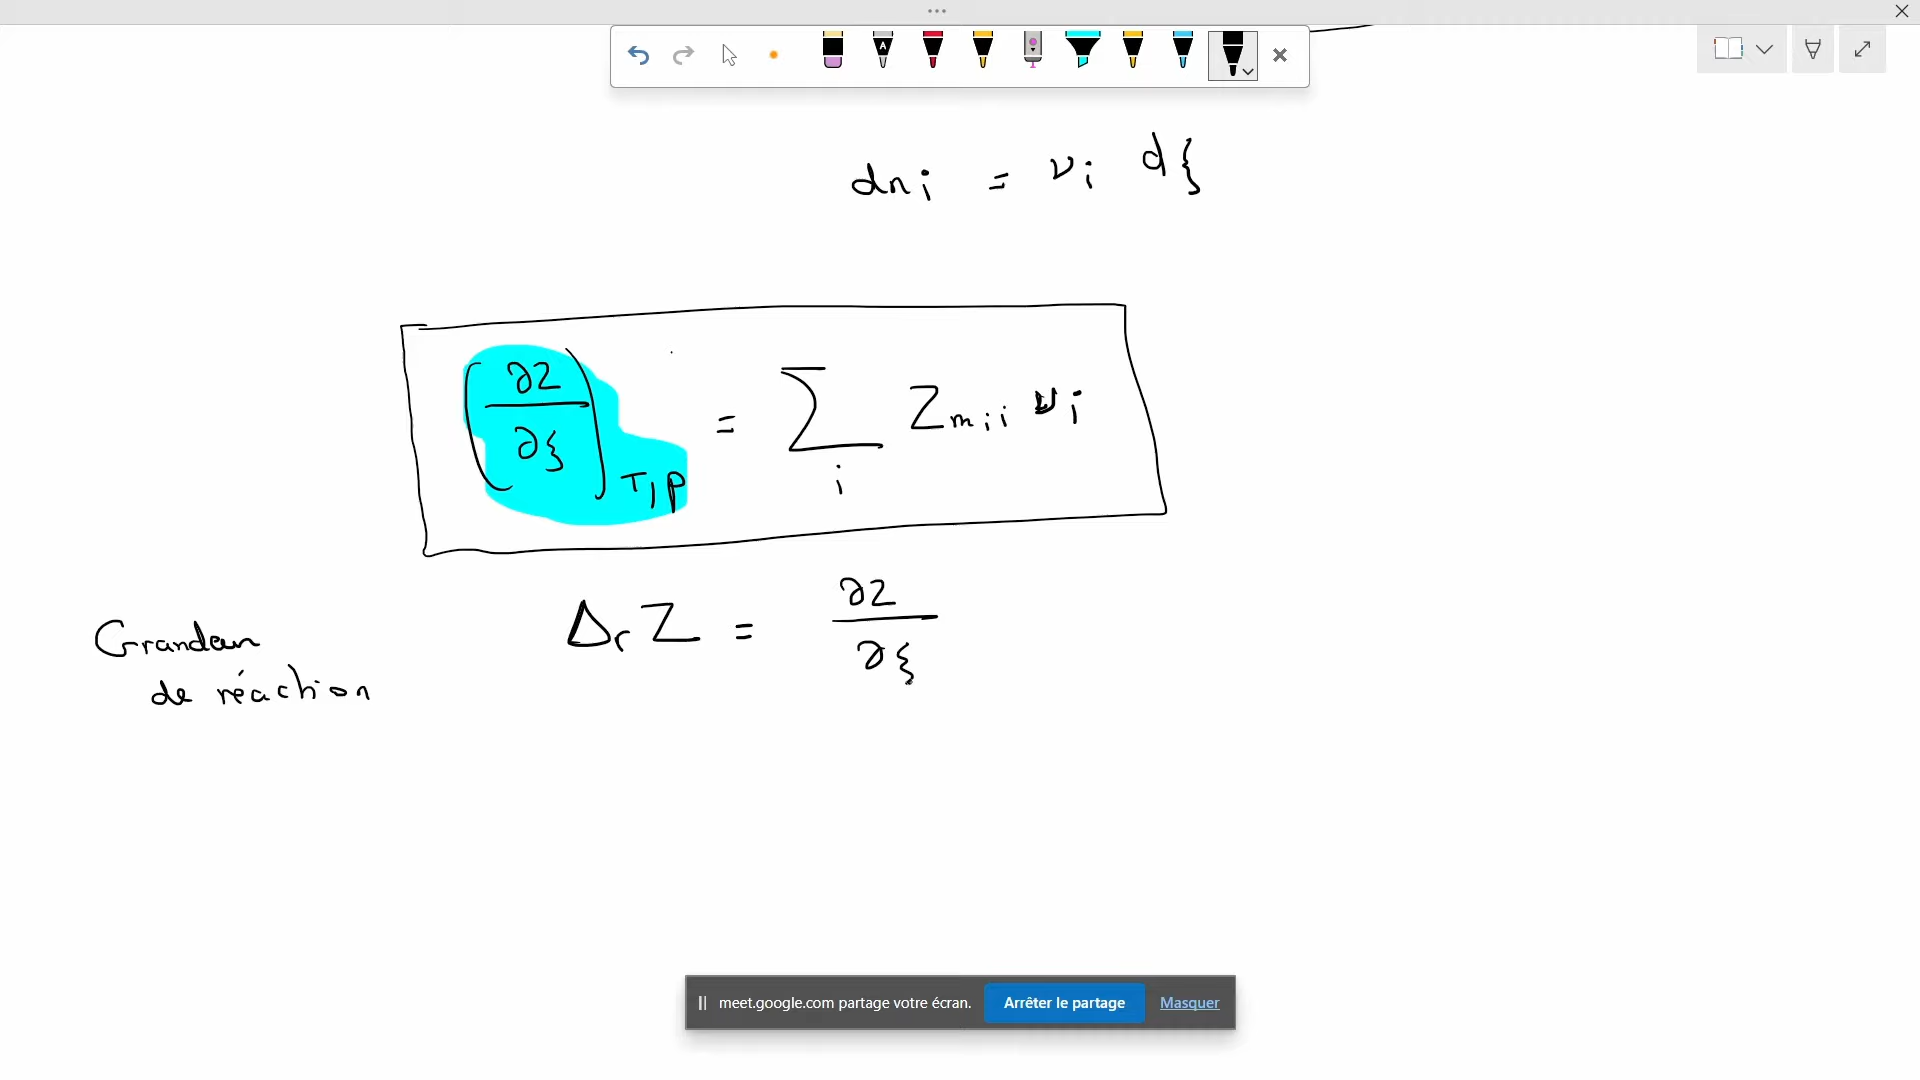 A
dnᵢ = νᵢ dξ
(∂Z/∂ξ)T,p = Σᵢ Zm,i νᵢ
Grandeur
de réaction
ΔrZ = ∂Z/∂ξ
meet.google.com partage votre écran. Arrêter le partage Masquer